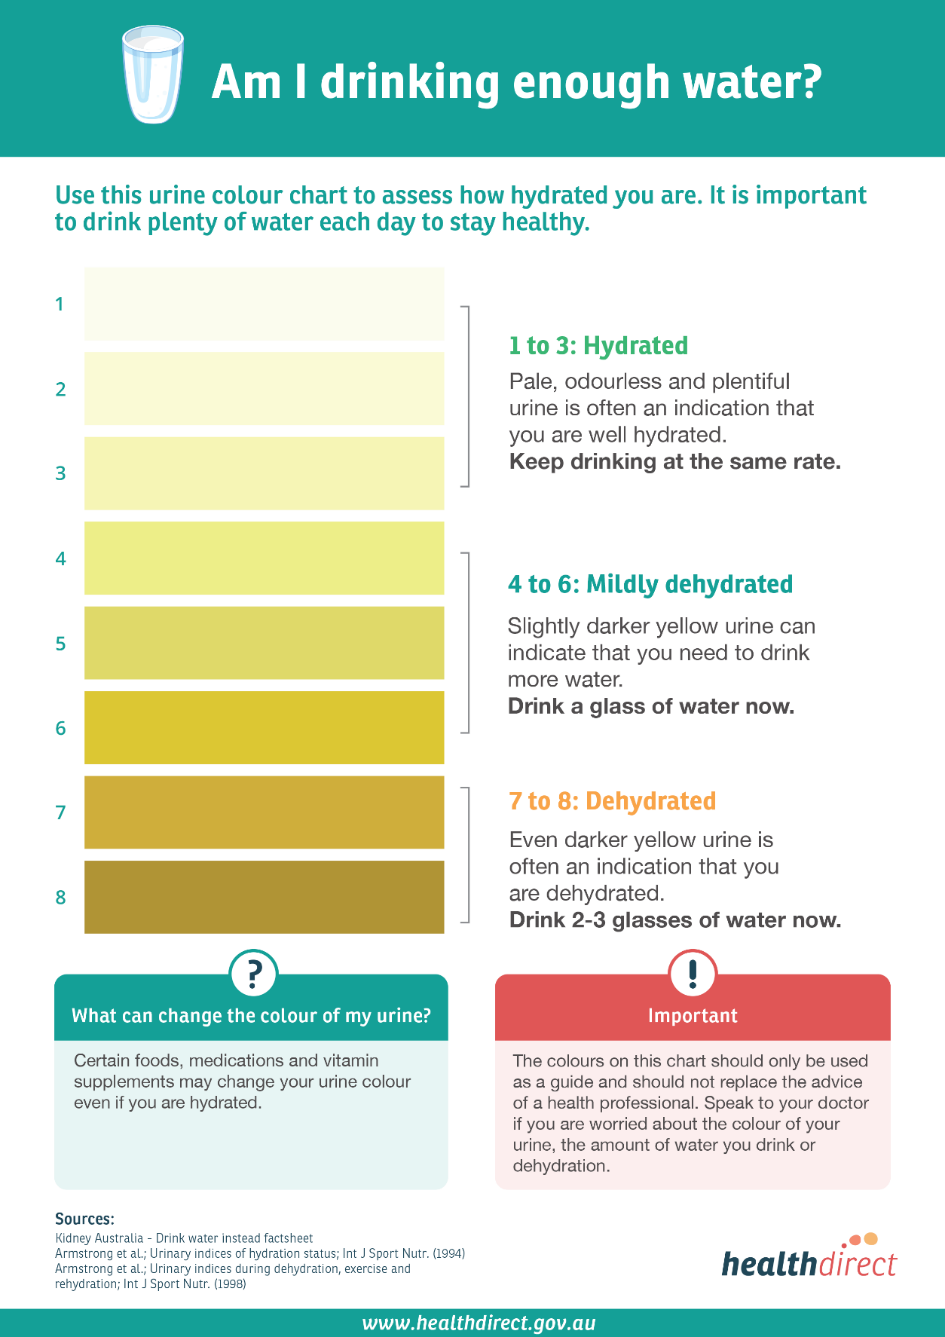 Am I drinking enough water?
Use this urine colour chart to assess how hydrated you are. It is important
to drink plenty of water each day to stay healthy.
1
2
3
1 to 3: Hydrated
Pale, odourless and plentiful
urine is often an indication that
you are well hydrated.
Keep drinking at the same rate.
4
5
6
4 to 6: Mildly dehydrated
Slightly darker yellow urine can
indicate that you need to drink
more water.
Drink a glass of water now.
7
8
7 to 8: Dehydrated
Even darker yellow urine is
often an indication that you
are dehydrated.
Drink 2-3 glasses of water now.
?
What can change the colour of my urine?
Certain foods, medications and vitamin
supplements may change your urine colour
even if you are hydrated.
!
Important
The colours on this chart should only be used
as a guide and should not replace the advice
of a health professional. Speak to your doctor
if you are worried about the colour of your
urine, the amount of water you drink or
dehydration.
Sources:
Kidney Australia - Drink water instead factsheet
Armstrong et al.; Urinary indices of hydration status; Int J Sport Nutr. (1994)
Armstrong et al.; Urinary indices during dehydration, exercise and
rehydration; Int J Sport Nutr. (1998)
healthdirect
www.healthdirect.gov.au